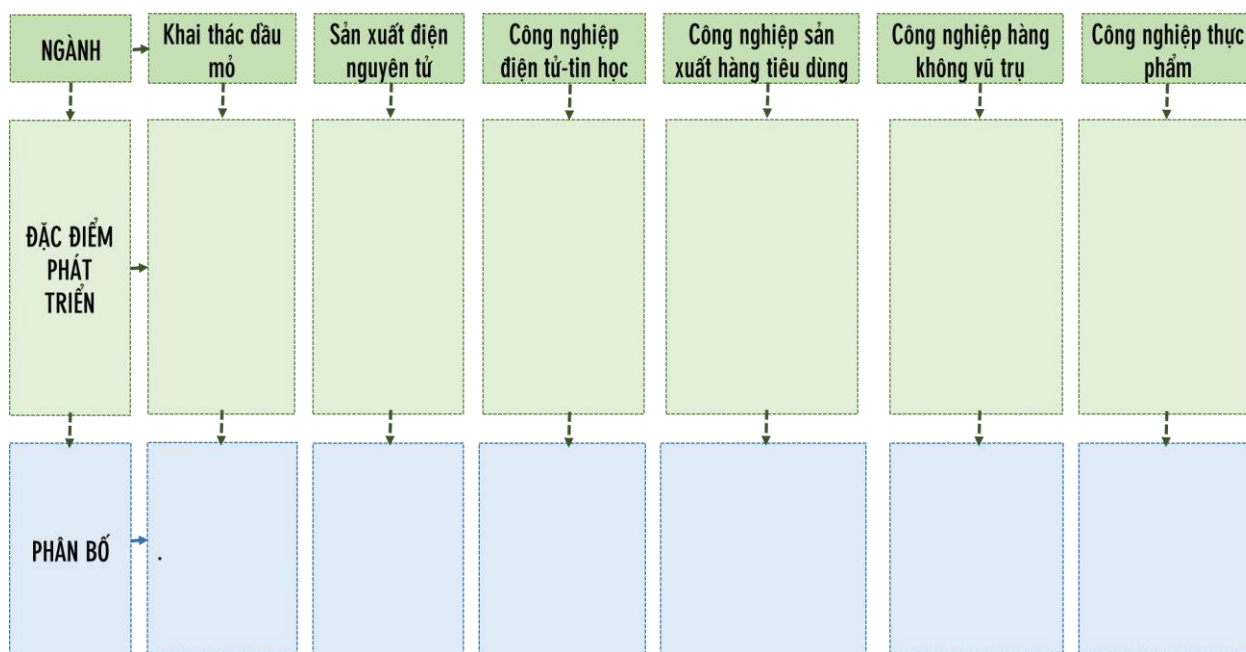 NGÀNH
Khai thác dầu
mỏ
Sản xuất điện
nguyên tử
Công nghiệp
điện tử-tin học
Công nghiệp sản
xuất hàng tiêu dùng
Công nghiệp hàng
không vũ trụ
Công nghiệp thực
phẩm
ĐẶC ĐIỂM
PHÁT
TRIỂN
PHÂN BỐ
.